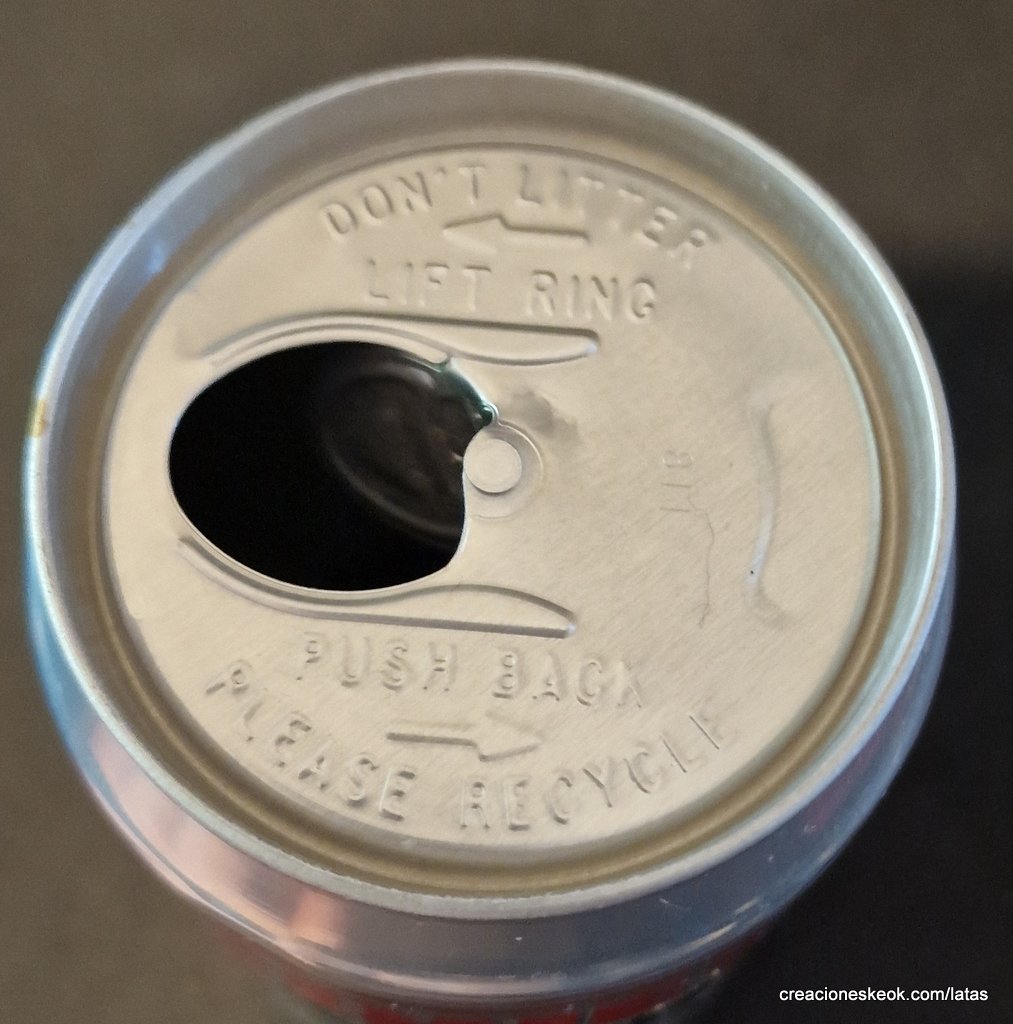 DON'T LITTER
LIFT RING
PUSH BACK
PLEASE RECYCLE
creacioneskeok.com/latas